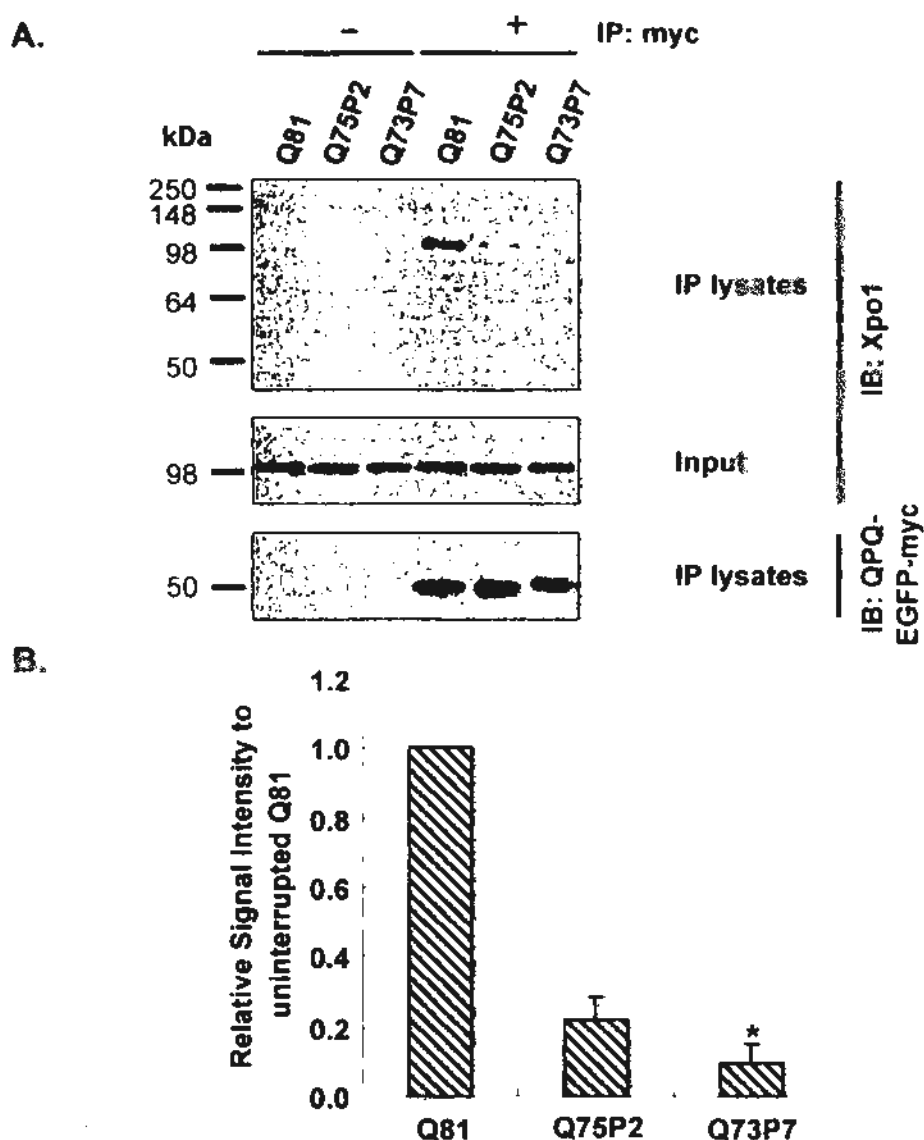 A.
− + IP: myc
kDa Q81 Q75P2 Q73P7 Q81 Q75P2 Q73P7
250
148
98
64
50
IP lysates
IB: Xpo1
98
Input
50
IP lysates
IB: QPQ-
EGFP-myc
B.
Relative Signal Intensity to
uninterrupted Q81
1.2
1.0
0.8
0.6
0.4
0.2
0.0
*
Q81 Q75P2 Q73P7